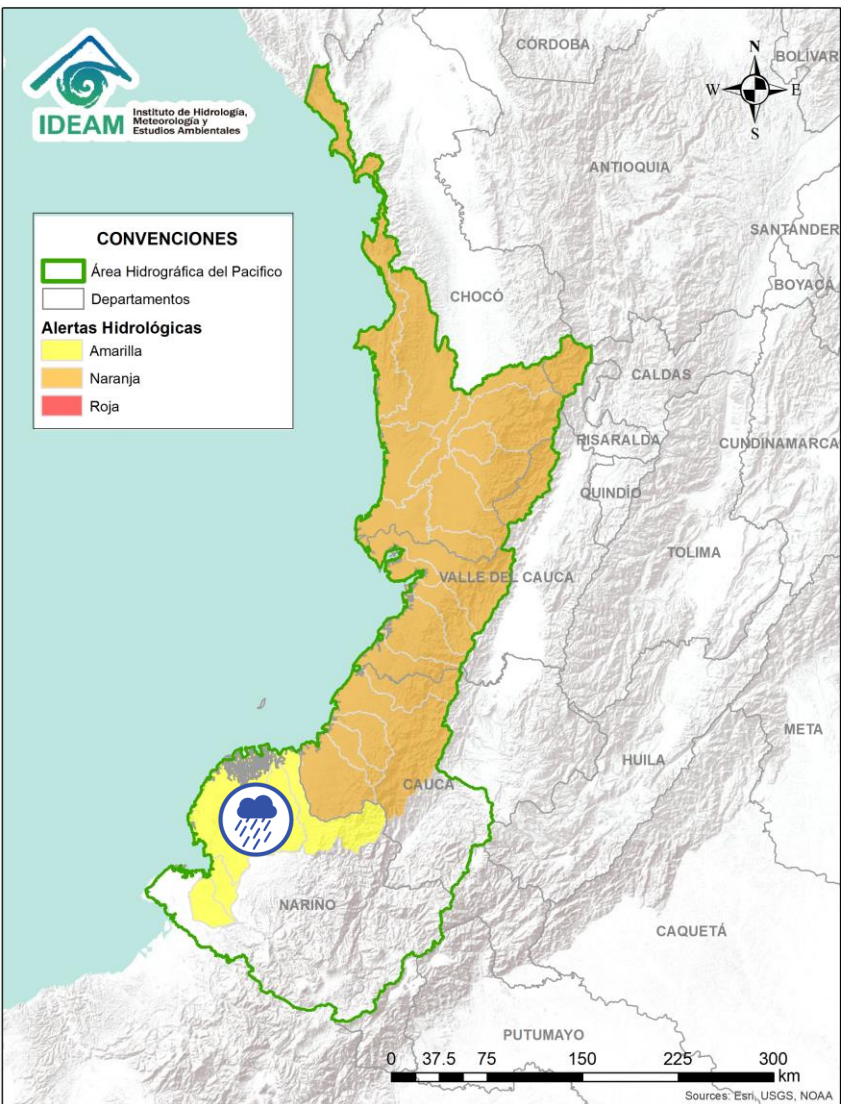 IDEAM
Instituto de Hidrología,
Meteorología y
Estudios Ambientales
CÓRDOBA
BOLÍVAR
N
W
E
S
ANTIOQUIA
SANTANDER
BOYACÁ
CONVENCIONES
Área Hidrográfica del Pacifico
Departamentos
Alertas Hidrológicas
Amarilla
Naranja
Roja
CHOCÓ
CALDAS
RISARALDA
CUNDINAMARCA
QUINDÍO
TOLIMA
VALLE DEL CAUCA
META
HUILA
CAUCA
NARIÑO
CAQUETÁ
PUTUMAYO
0 37.5 75 150 225 300
km
Sources: Esri, USGS, NOAA